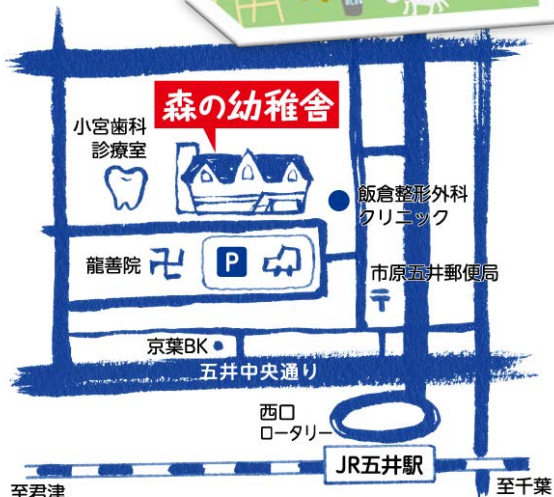 森の幼稚舎
小宮歯科
診療室
飯倉整形外科
クリニック
龍善院 卍
P
市原五井郵便局
〒
京葉BK
五井中央通り
西口
ロータリー
JR五井駅
至君津
至千葉